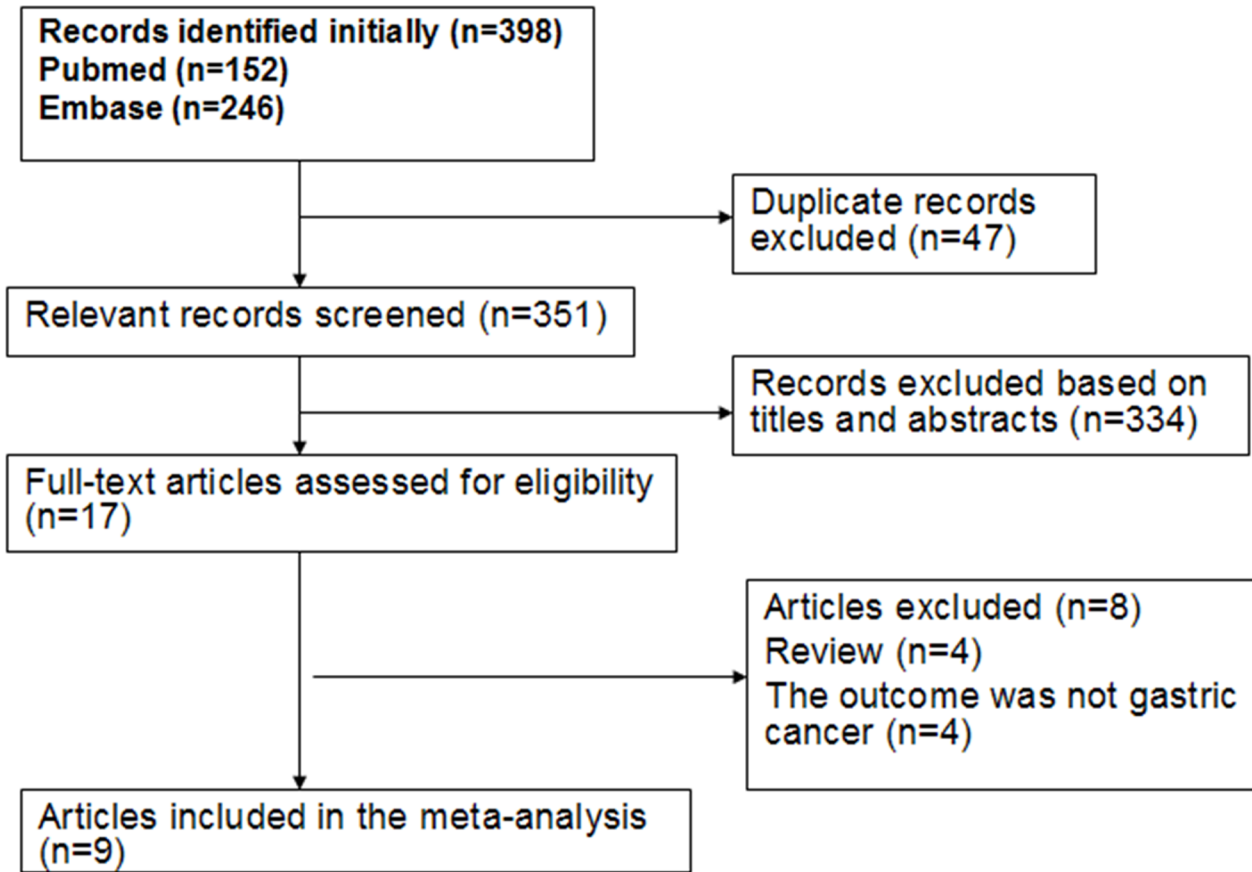 Records identified initially (n=398)
Pubmed (n=152)
Embase (n=246)
Duplicate records
excluded (n=47)
Relevant records screened (n=351)
Records excluded based on
titles and abstracts (n=334)
Full-text articles assessed for eligibility
(n=17)
Articles excluded (n=8)
Review (n=4)
The outcome was not gastric
cancer (n=4)
Articles included in the meta-analysis
(n=9)